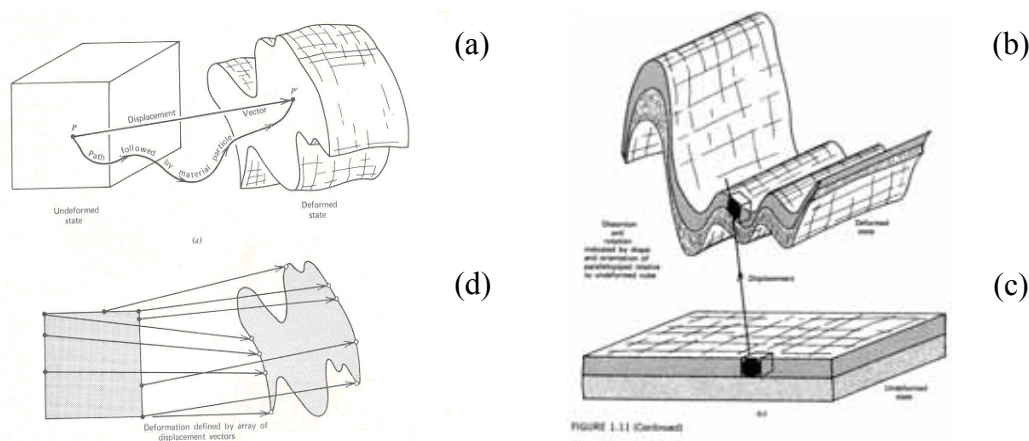 (a)
P
Displacement
Vector
P'
Path followed by material particle
Undeformed
state
Deformed
state
(a)
(b)
Distortion
and
rotation
indicated by shape
and orientation of
parallelepiped relative
to undeformed cube
Deformed
state
Displacement
(c)
Undeformed
state
FIGURE 1.11 (Continued)
(d)
Deformation defined by array of
displacement vectors